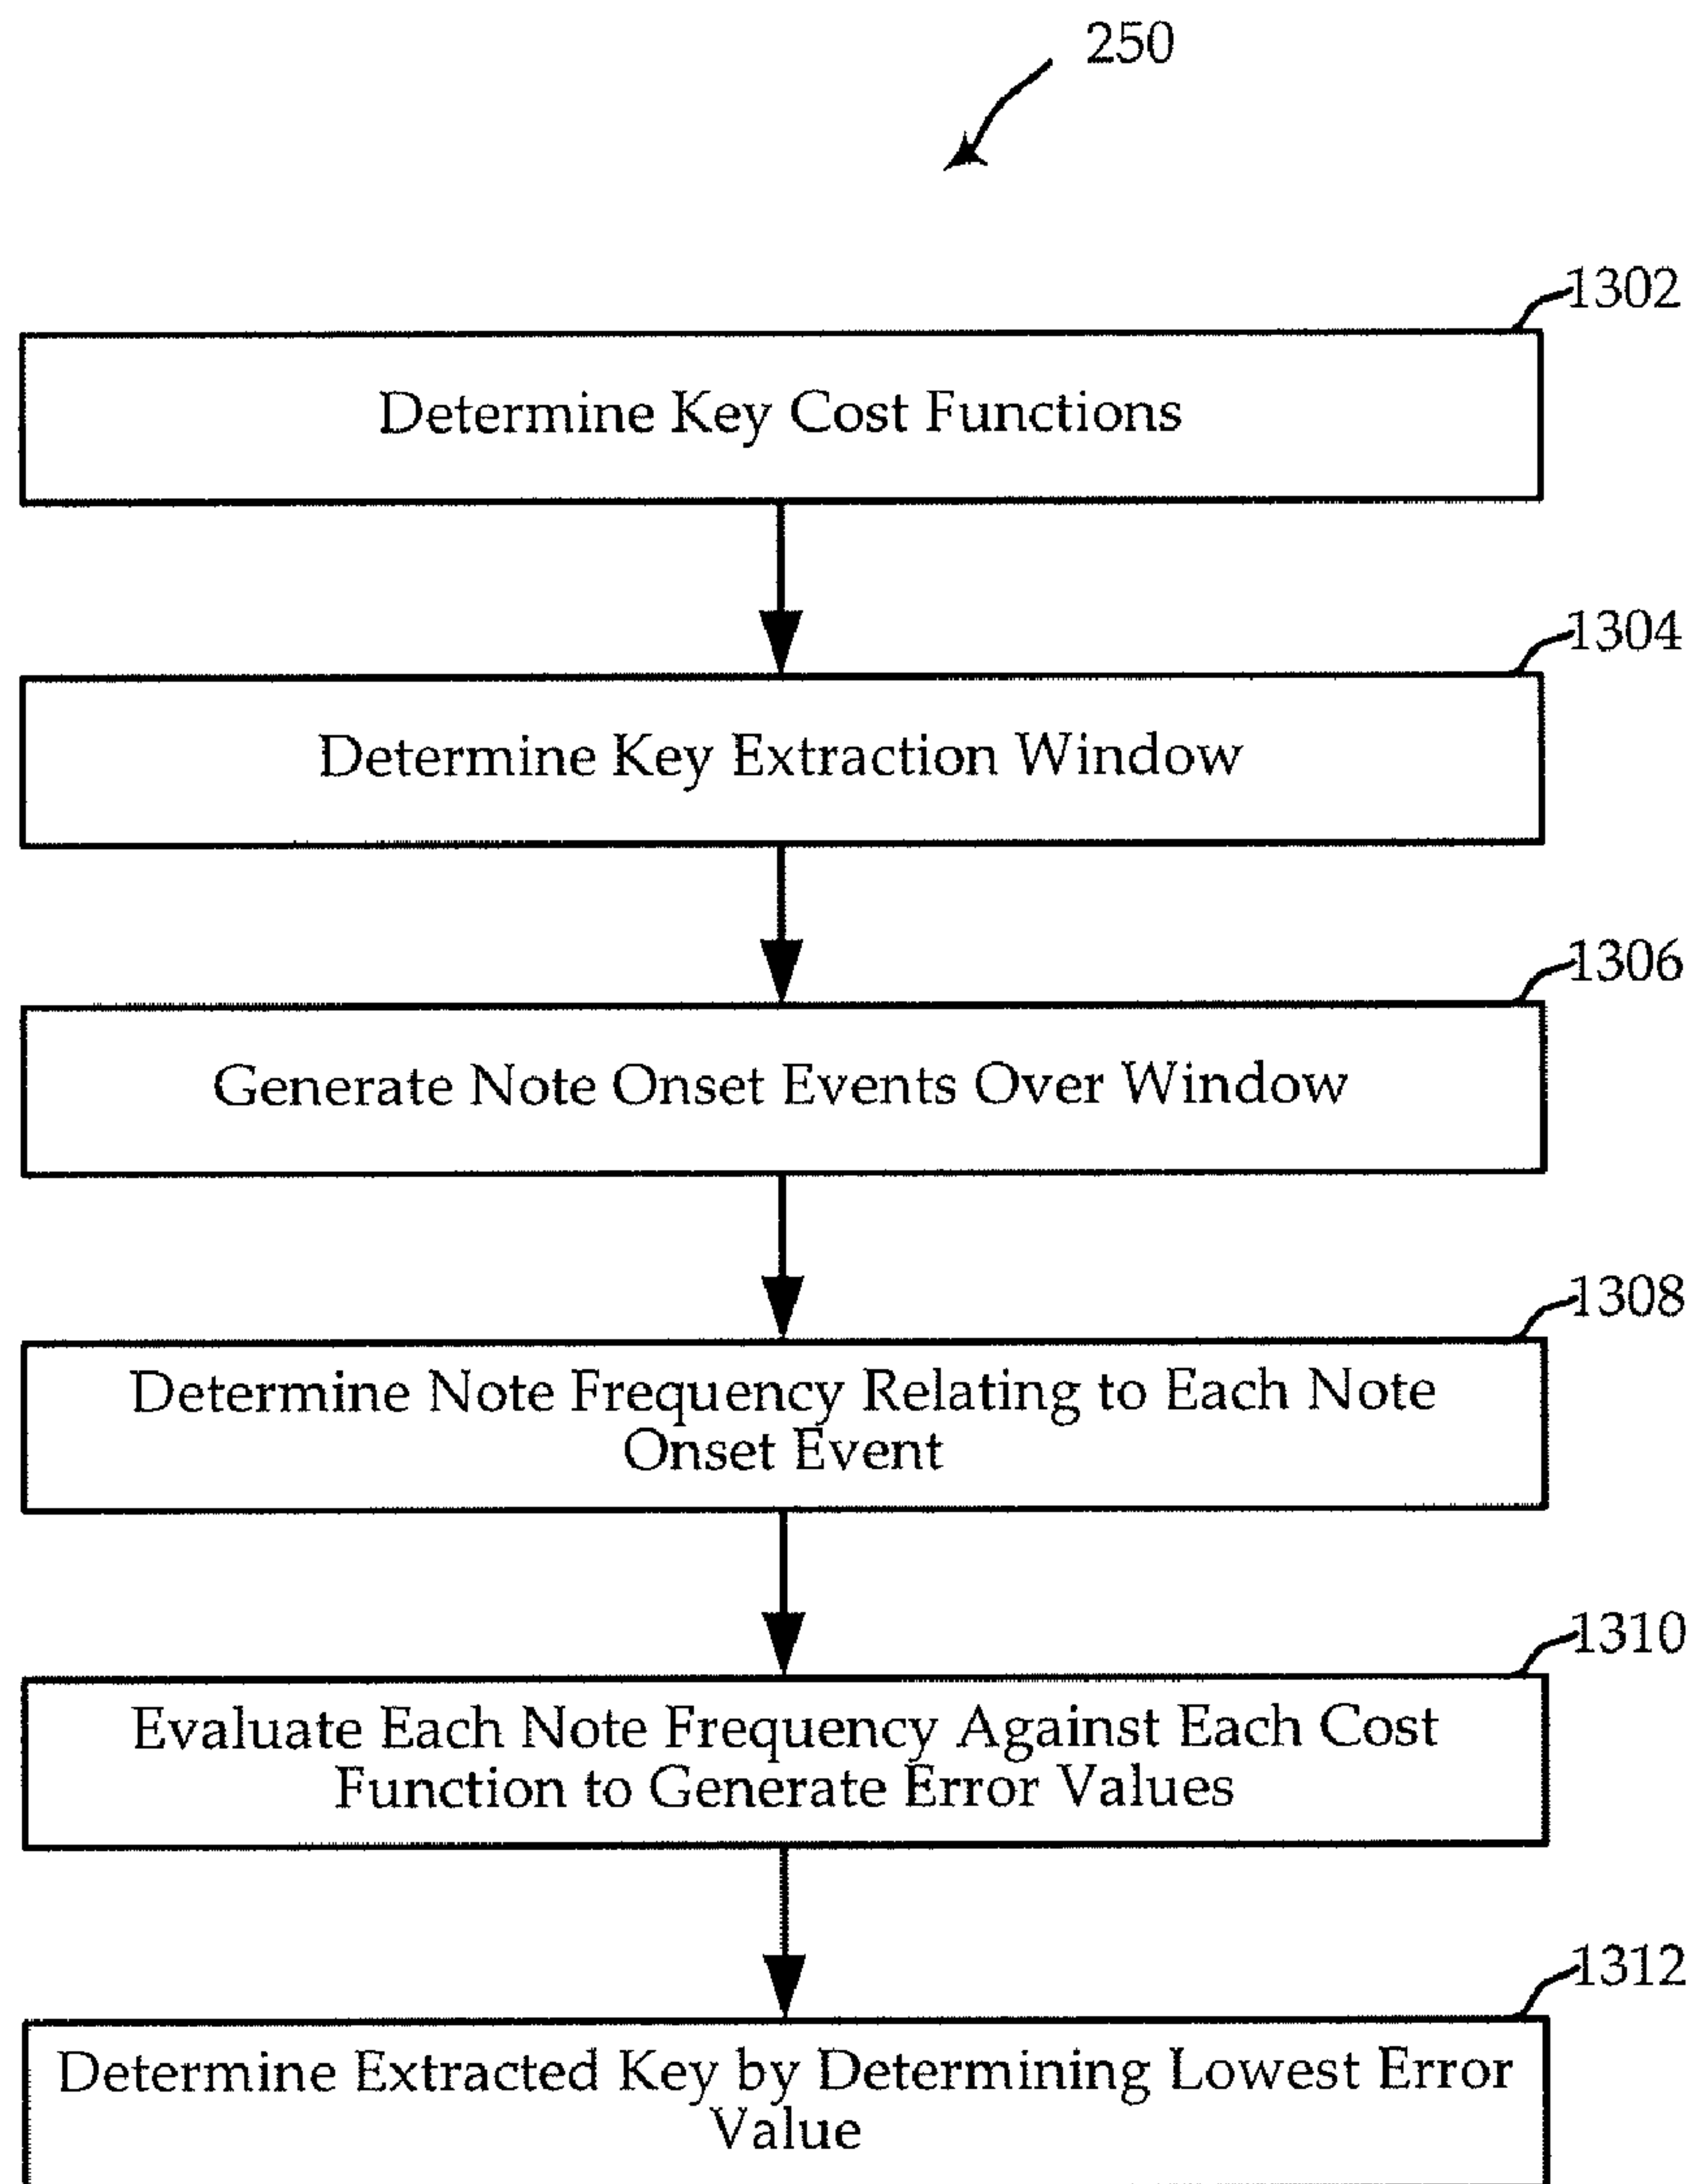 250
1302
Determine Key Cost Functions
1304
Determine Key Extraction Window
1306
Generate Note Onset Events Over Window
1308
Determine Note Frequency Relating to Each Note
Onset Event
1310
Evaluate Each Note Frequency Against Each Cost
Function to Generate Error Values
1312
Determine Extracted Key by Determining Lowest Error
Value